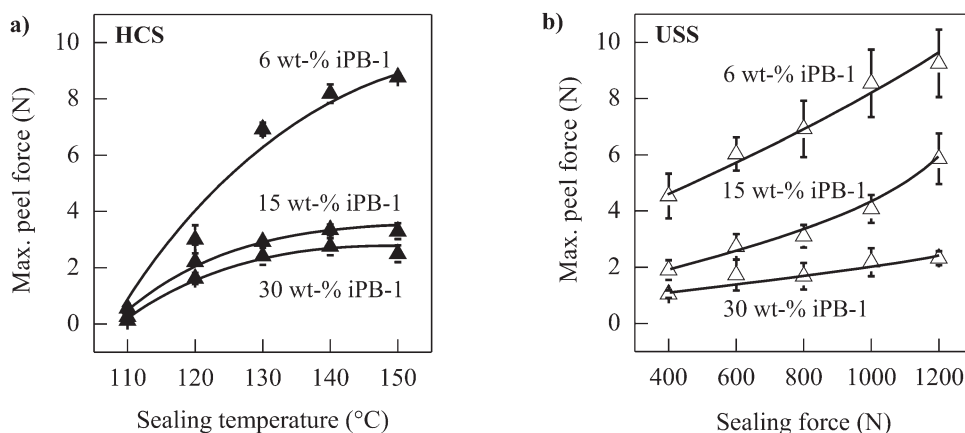 a)
HCS
6 wt-% iPB-1
15 wt-% iPB-1
30 wt-% iPB-1
Max. peel force (N)
10
8
6
4
2
0
110 120 130 140 150
Sealing temperature (°C)
b)
USS
6 wt-% iPB-1
15 wt-% iPB-1
30 wt-% iPB-1
Max. peel force (N)
10
8
6
4
2
0
400 600 800 1000 1200
Sealing force (N)